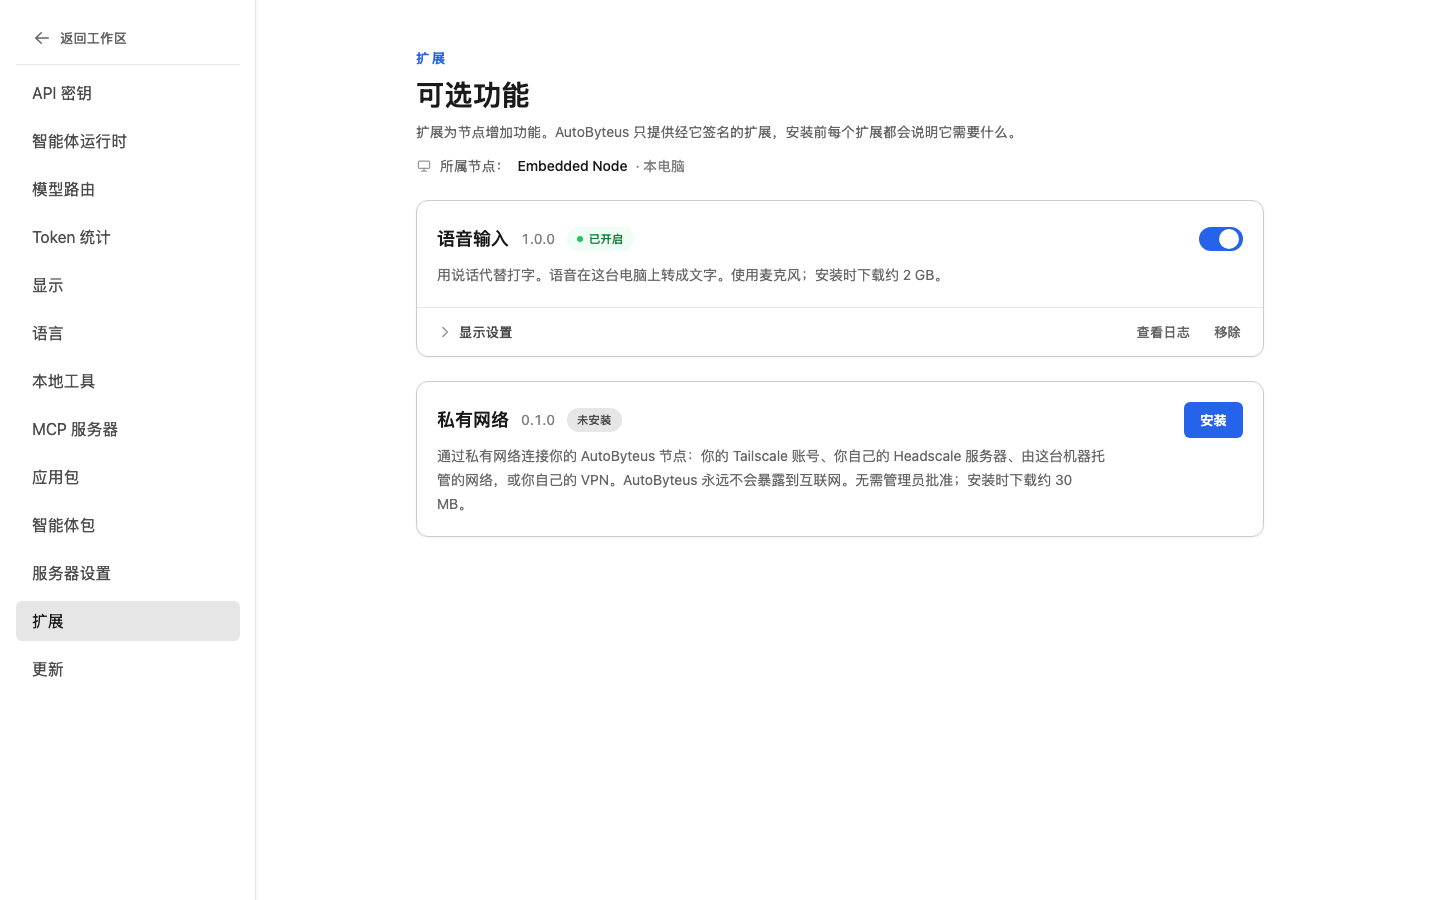 返回工作区
API 密钥
智能体运行时
模型路由
Token 统计
显示
语言
本地工具
MCP 服务器
应用包
智能体包
服务器设置
扩展
更新
扩展
可选功能
扩展为节点增加功能。AutoByteus 只提供经它签名的扩展，安装前每个扩展都会说明它需要什么。
所属节点： Embedded Node · 本电脑
语音输入 1.0.0 已开启
用说话代替打字。语音在这台电脑上转成文字。使用麦克风；安装时下载约 2 GB。
显示设置 查看日志 移除
私有网络 0.1.0 未安装 安装
通过私有网络连接你的 AutoByteus 节点：你的 Tailscale 账号、你自己的 Headscale 服务器、由这台机器托
管的网络，或你自己的 VPN。AutoByteus 永远不会暴露到互联网。无需管理员批准；安装时下载约 30
MB。